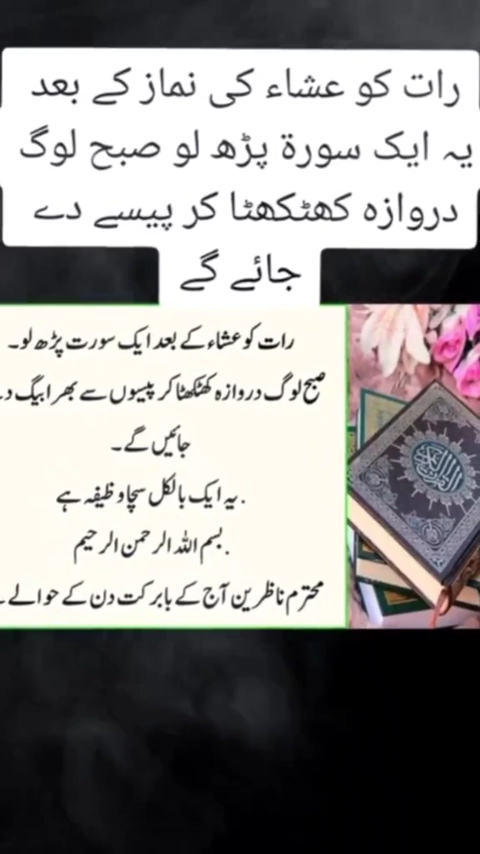 رات کو عشاء کی نماز کے بعد
یہ ایک سورۃ پڑھ لو صبح لوگ
دروازہ کھٹکھٹا کر پیسے دے
جائے گے
رات کو عشاء کے بعد ایک سورت پڑھ لو۔
صبح لوگ دروازہ کھٹکھٹا کر پیسوں سے بھرا بیگ
جائیں گے۔
.یہ ایک بالکل سچا وظیفہ ہے
.بسم اللہ الرحمن الرحیم
محترم ناظرین آج کے بابرکت دن کے حوالے